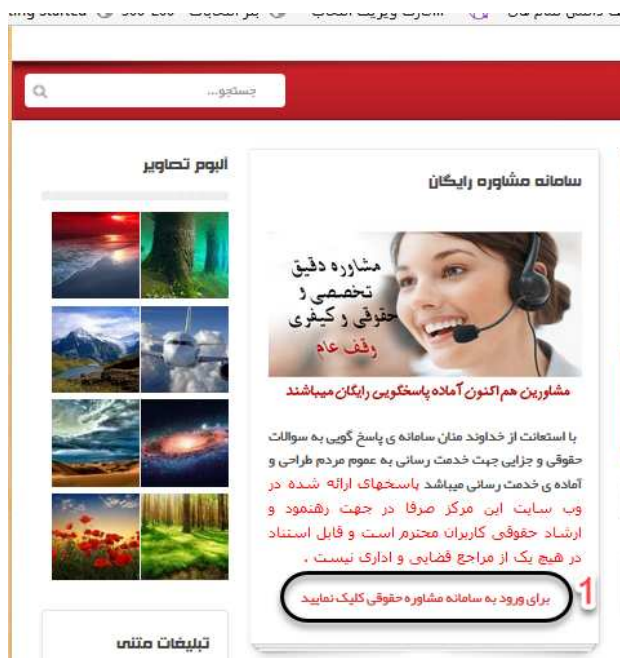 جستجو...
سامانه مشاوره رایگان
مشاوره دقیق
تخصصی و
حقوقی و کیفری
وقف عام
مشاورین هم اکنون آماده پاسخگویی رایگان میباشند
با استعانت از خداوند منان سامانه ی پاسخ گویی به سوالات
حقوقی و جزایی جهت خدمت رسانی به عموم مردم طراحی و
آماده ی خدمت رسانی میباشد پاسخهای ارائه شده در
وب سایت این مرکز صرفا در جهت رهنمود و
ارشاد حقوقی کاربران محترم است و قابل استناد
در هیچ یک از مراجع قضایی و اداری نیست .
1
برای ورود به سامانه مشاوره حقوقی کلیک نمایید
آلبوم تصاویر
تبلیغات متنی